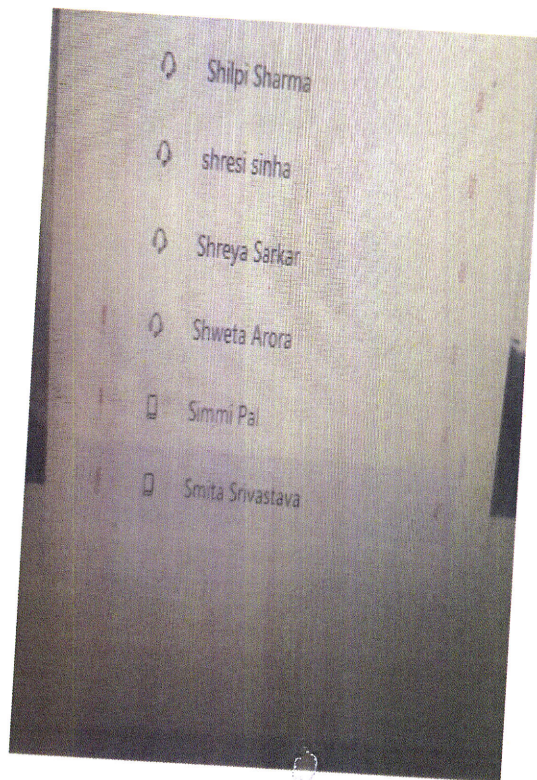 Shilpi Sharma
shresi sinha
Shreya Sarkar
Shweta Arora
Simmi Pal
Smita Srivastava